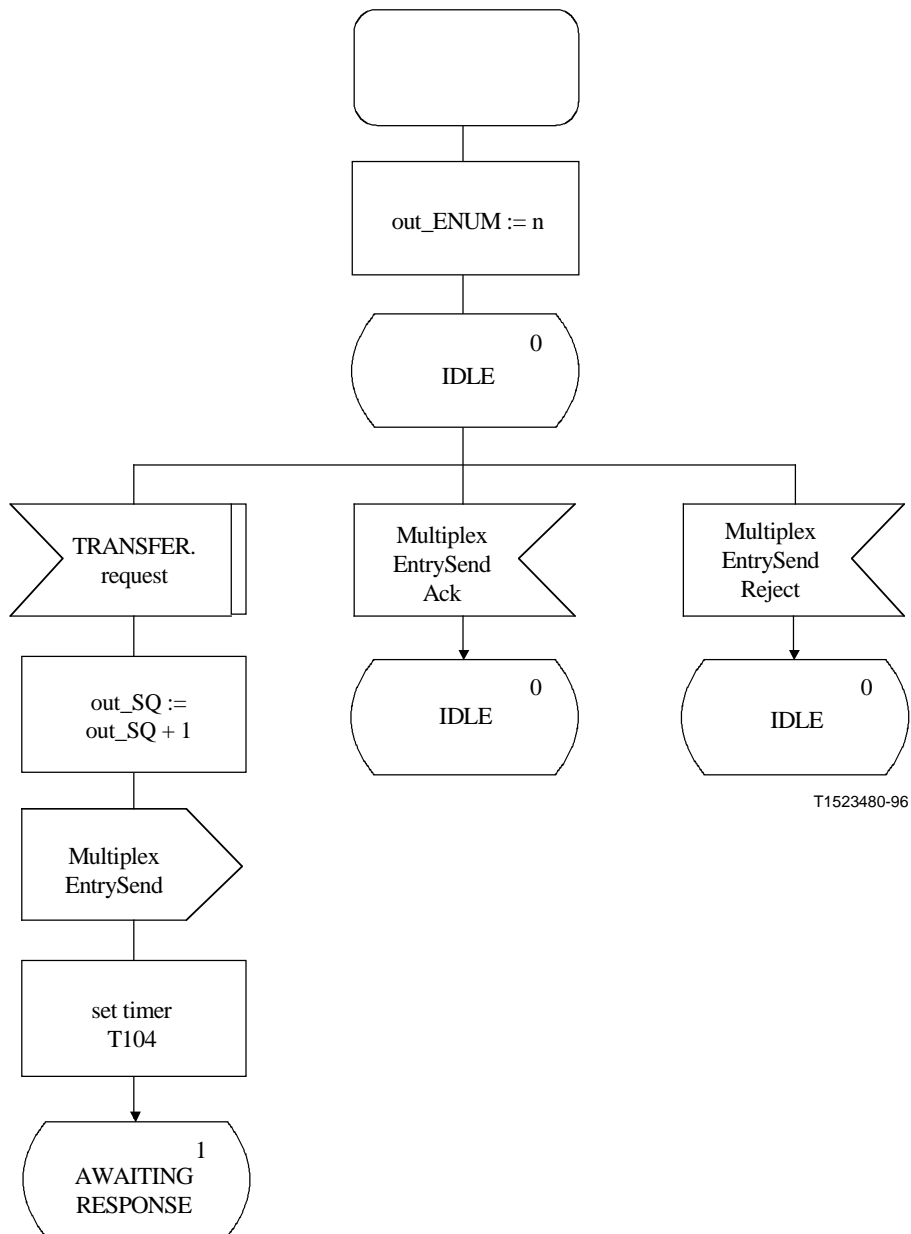 out_ENUM := n
0
IDLE
TRANSFER.
request
Multiplex
EntrySend
Ack
Multiplex
EntrySend
Reject
out_SQ :=
out_SQ + 1
0
IDLE
0
IDLE
T1523480-96
Multiplex
EntrySend
set timer
T104
1
AWAITING
RESPONSE